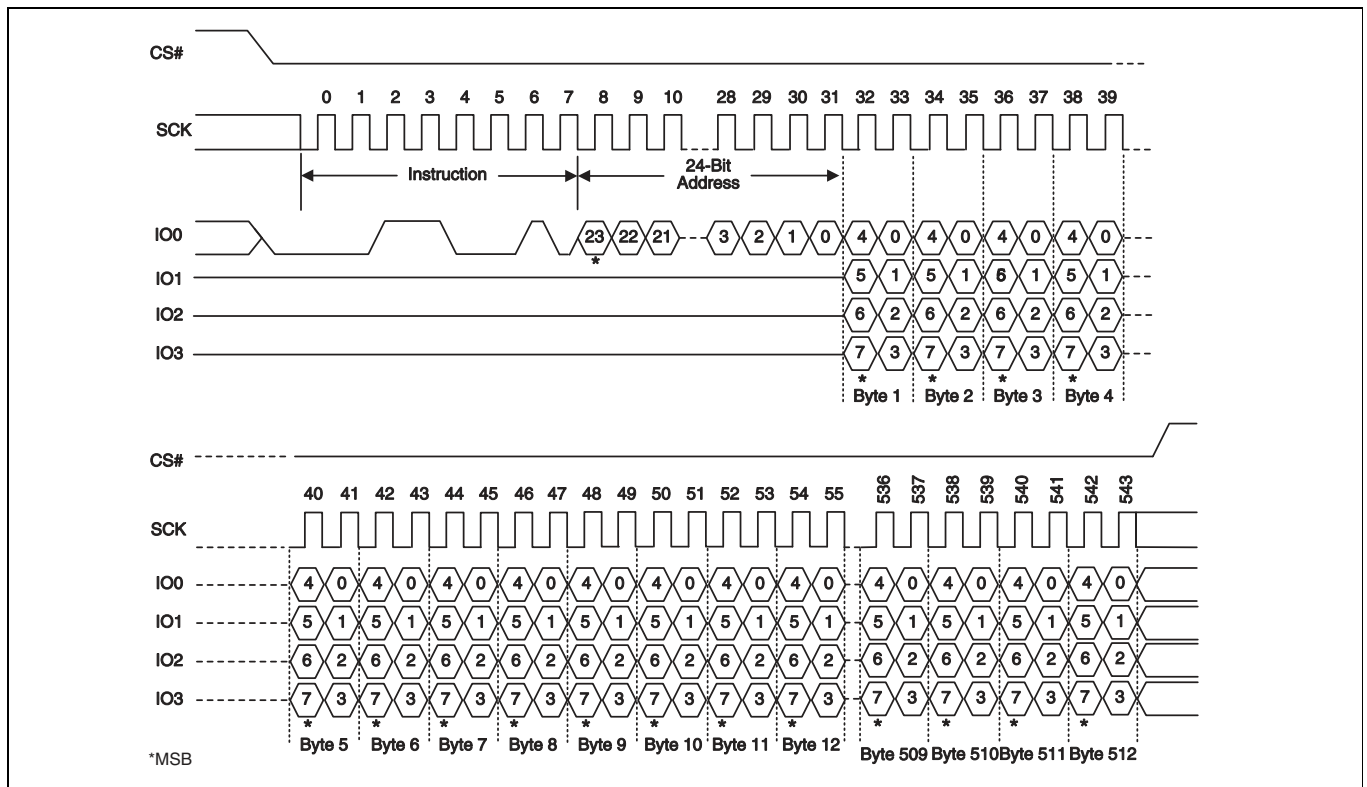 CS#
0 1 2 3 4 5 6 7 8 9 10 28 29 30 31 32 33 34 35 36 37 38 39
SCK
Instruction
24-Bit
Address
IO0 23 22 21 3 2 1 0 4 0 4 0 4 0 4 0
*
IO1 5 1 5 1 6 1 5 1
IO2 6 2 6 2 6 2 6 2
IO3 7 3 7 3 7 3 7 3
* * * *
Byte 1 Byte 2 Byte 3 Byte 4
CS#
40 41 42 43 44 45 46 47 48 49 50 51 52 53 54 55 536 537 538 539 540 541 542 543
SCK
IO0 4 0 4 0 4 0 4 0 4 0 4 0 4 0 4 0 4 0 4 0 4 0 4 0
IO1 5 1 5 1 5 1 5 1 5 1 5 1 5 1 5 1 5 1 5 1 5 1 5 1
IO2 6 2 6 2 6 2 6 2 6 2 6 2 6 2 6 2 6 2 6 2 6 2 6 2
IO3 7 3 7 3 7 3 7 3 7 3 7 3 7 3 7 3 7 3 7 3 7 3 7 3
* * * * * * * * * * * *
Byte 5 Byte 6 Byte 7 Byte 8 Byte 9 Byte 10 Byte 11 Byte 12 Byte 509 Byte 510 Byte 511 Byte 512
*MSB